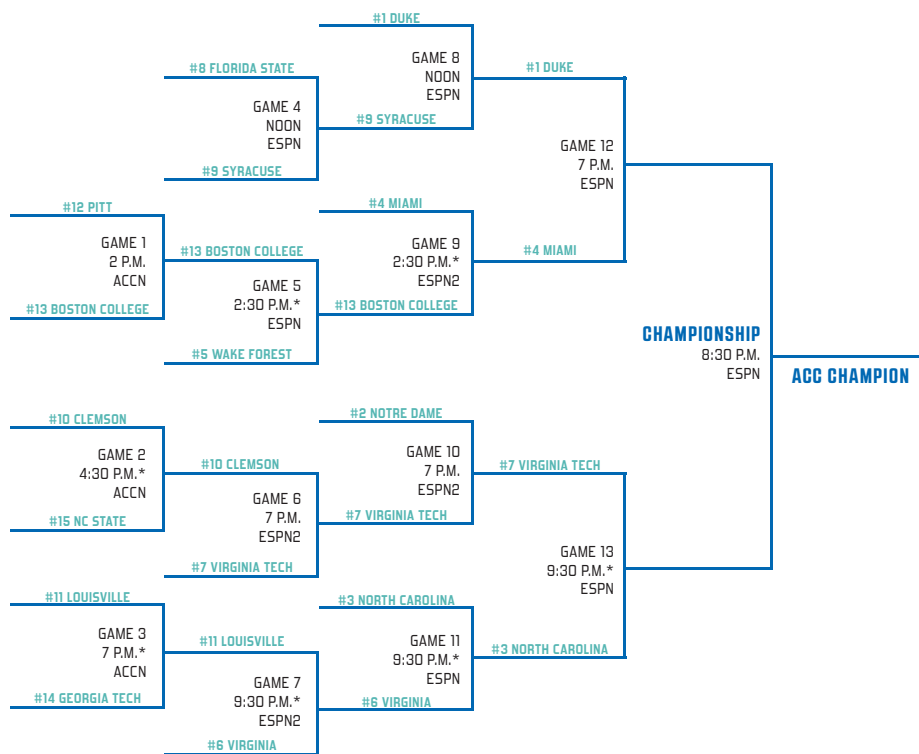 #1 DUKE
GAME 8
NOON
ESPN
#8 FLORIDA STATE
#1 DUKE
GAME 4
NOON
ESPN
#9 SYRACUSE
#9 SYRACUSE
GAME 12
7 P.M.
ESPN
#12 PITT
#4 MIAMI
GAME 1
2 P.M.
ACCN
#13 BOSTON COLLEGE
GAME 9
2:30 P.M.*
ESPN2
#4 MIAMI
#13 BOSTON COLLEGE
GAME 5
2:30 P.M.*
ESPN
#13 BOSTON COLLEGE
#5 WAKE FOREST
CHAMPIONSHIP
8:30 P.M.
ESPN
ACC CHAMPION
#10 CLEMSON
#2 NOTRE DAME
GAME 2
4:30 P.M.*
ACCN
#10 CLEMSON
GAME 10
7 P.M.
ESPN2
#7 VIRGINIA TECH
#15 NC STATE
GAME 6
7 P.M.
ESPN2
#7 VIRGINIA TECH
#7 VIRGINIA TECH
GAME 13
9:30 P.M.*
ESPN
#11 LOUISVILLE
#3 NORTH CAROLINA
GAME 3
7 P.M.*
ACCN
#11 LOUISVILLE
GAME 11
9:30 P.M.*
ESPN
#3 NORTH CAROLINA
#14 GEORGIA TECH
GAME 7
9:30 P.M.*
ESPN2
#6 VIRGINIA
#6 VIRGINIA